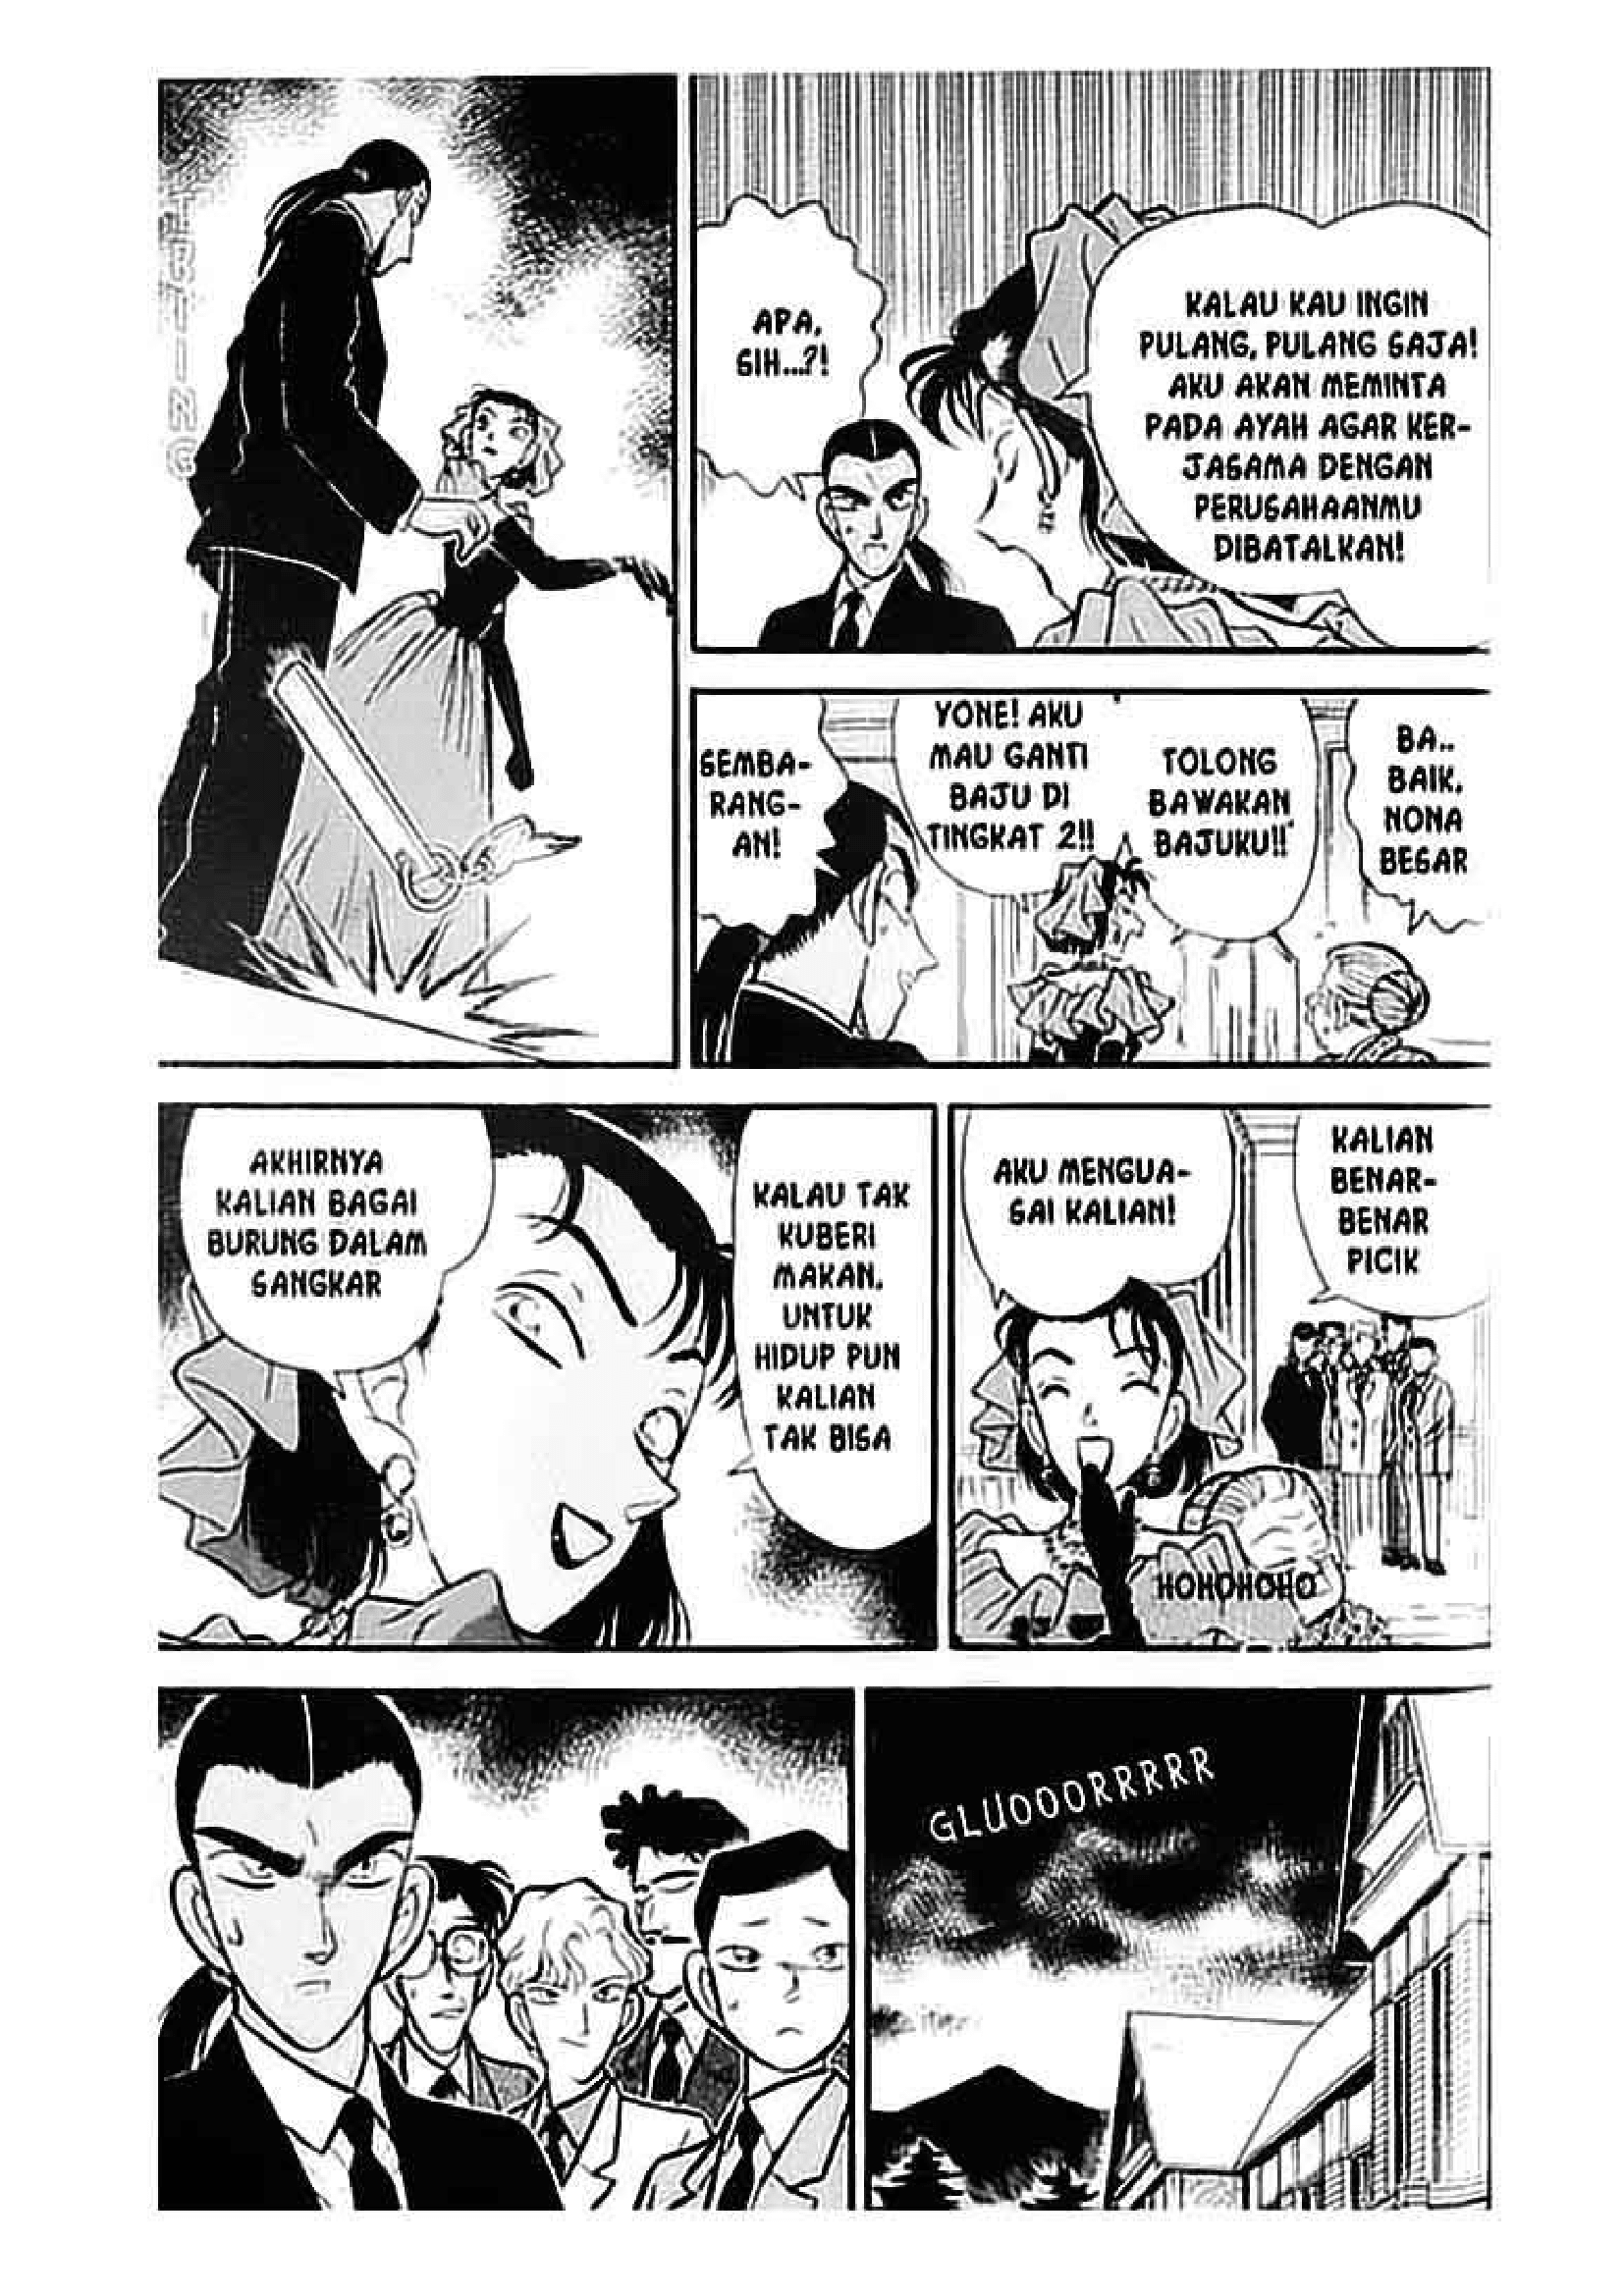 KALAU KAU INGIN
PULANG, PULANG SAJA!
AKU AKAN MEMINTA
PADA AYAH AGAR KER-
JASAMA DENGAN
PERUSAHAANMU
DIBATALKAN!
APA,
SIH...?!
TRIING
BA..
BAIK,
NONA
BESAR
TOLONG
BAWAKAN
BAJUKU!!
YONE! AKU
MAU GANTI
BAJU DI
TINGKAT 2!!
SEMBA-
RANG-
AN!
KALIAN
BENAR-
BENAR
PICIK
AKU MENGUA-
SAI KALIAN!
HOHOHOHO
KALAU TAK
KUBERI
MAKAN,
UNTUK
HIDUP PUN
KALIAN
TAK BISA
AKHIRNYA
KALIAN BAGAI
BURUNG DALAM
SANGKAR
GLUOOORRRRR